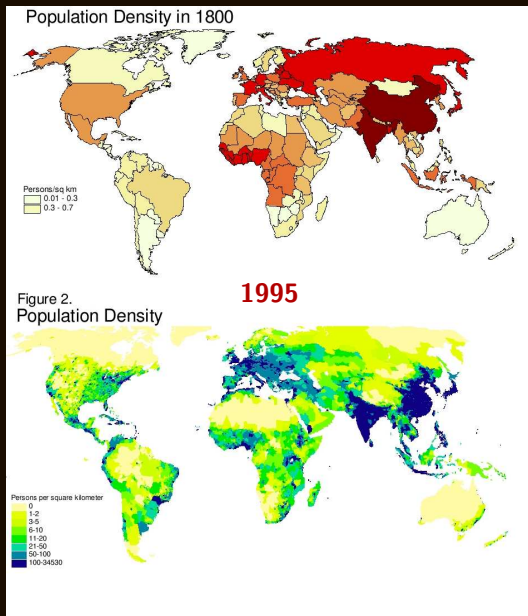 Population Density in 1800
Persons/sq km
0.01 - 0.3
0.3 - 0.7
1995
Figure 2.
Population Density
Persons per square kilometer
0
1-2
3-5
6-10
11-20
21-50
50-100
100-34530